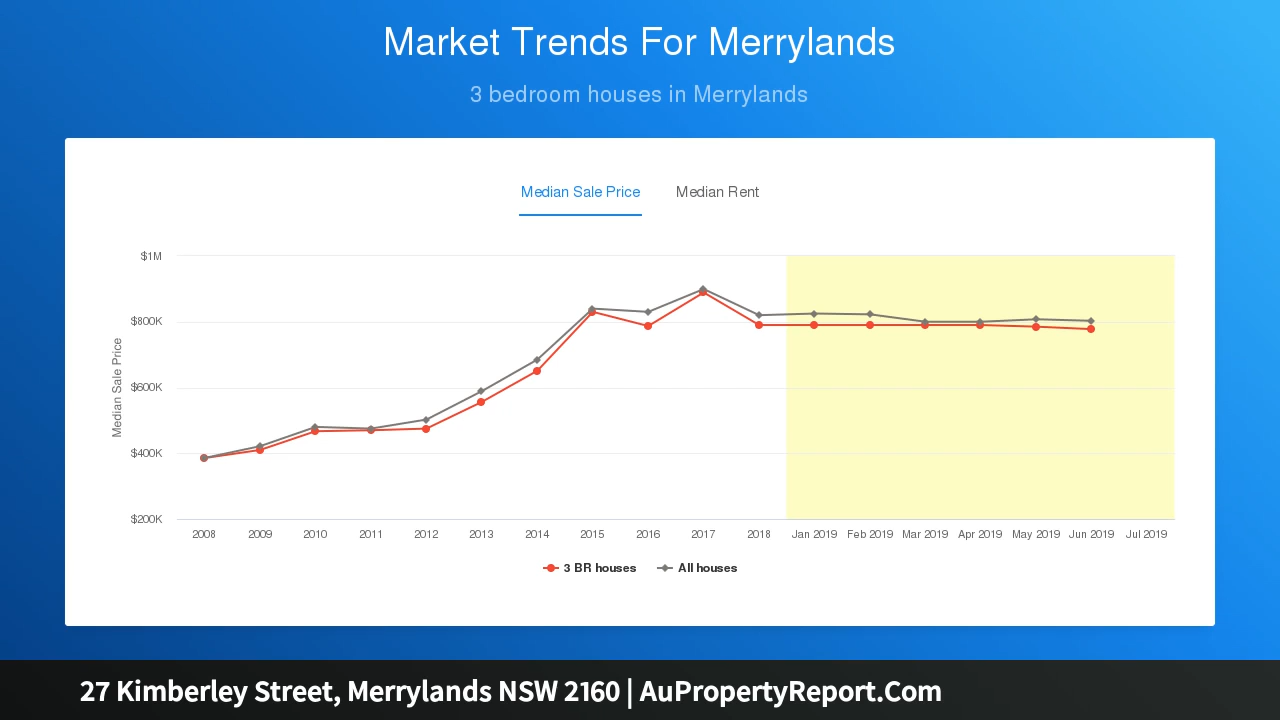 Market Trends For Merrylands
3 bedroom houses in Merrylands
Median Sale Price Median Rent
$1M
$800K
$600K
$400K
$200K
Median Sale Price
2008 2009 2010 2011 2012 2013 2014 2015 2016 2017 2018 Jan 2019 Feb 2019 Mar 2019 Apr 2019 May 2019 Jun 2019 Jul 2019
3 BR houses All houses
27 Kimberley Street, Merrylands NSW 2160 | AuPropertyReport.Com